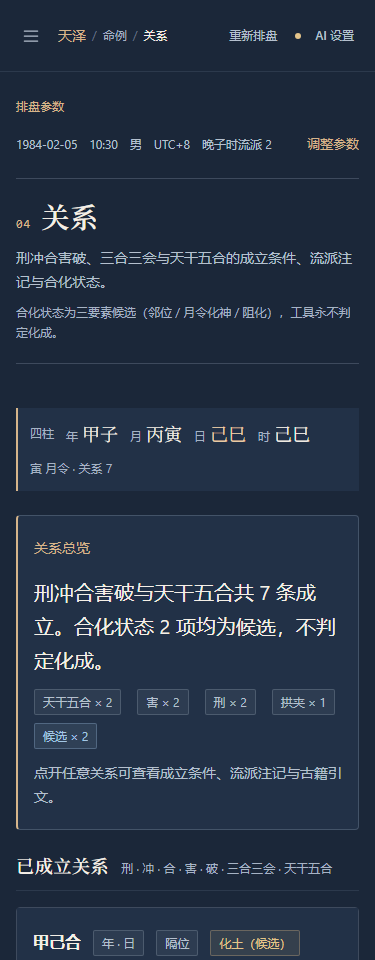 天泽 / 命例 / 关系 重新排盘 AI 设置
排盘参数
1984-02-05 10:30 男 UTC+8 晚子时流派 2 调整参数
04 关系
刑冲合害破、三合三会与天干五合的成立条件、流派注
记与合化状态。
合化状态为三要素候选（邻位 / 月令化神 / 阻化），工具永不判
定化成。
四柱 年 甲子 月 丙寅 日 己巳 时 己巳
寅 月令 · 关系 7
关系总览
刑冲合害破与天干五合共 7 条成
立。合化状态 2 项均为候选，不判
定化成。
天干五合 × 2 害 × 2 刑 × 2 拱夹 × 1
候选 × 2
点开任意关系可查看成立条件、流派注记与古籍引
文。
已成立关系 刑 · 冲 · 合 · 害 · 破 · 三合三会 · 天干五合
甲己合 年 · 日 隔位 化土（候选）